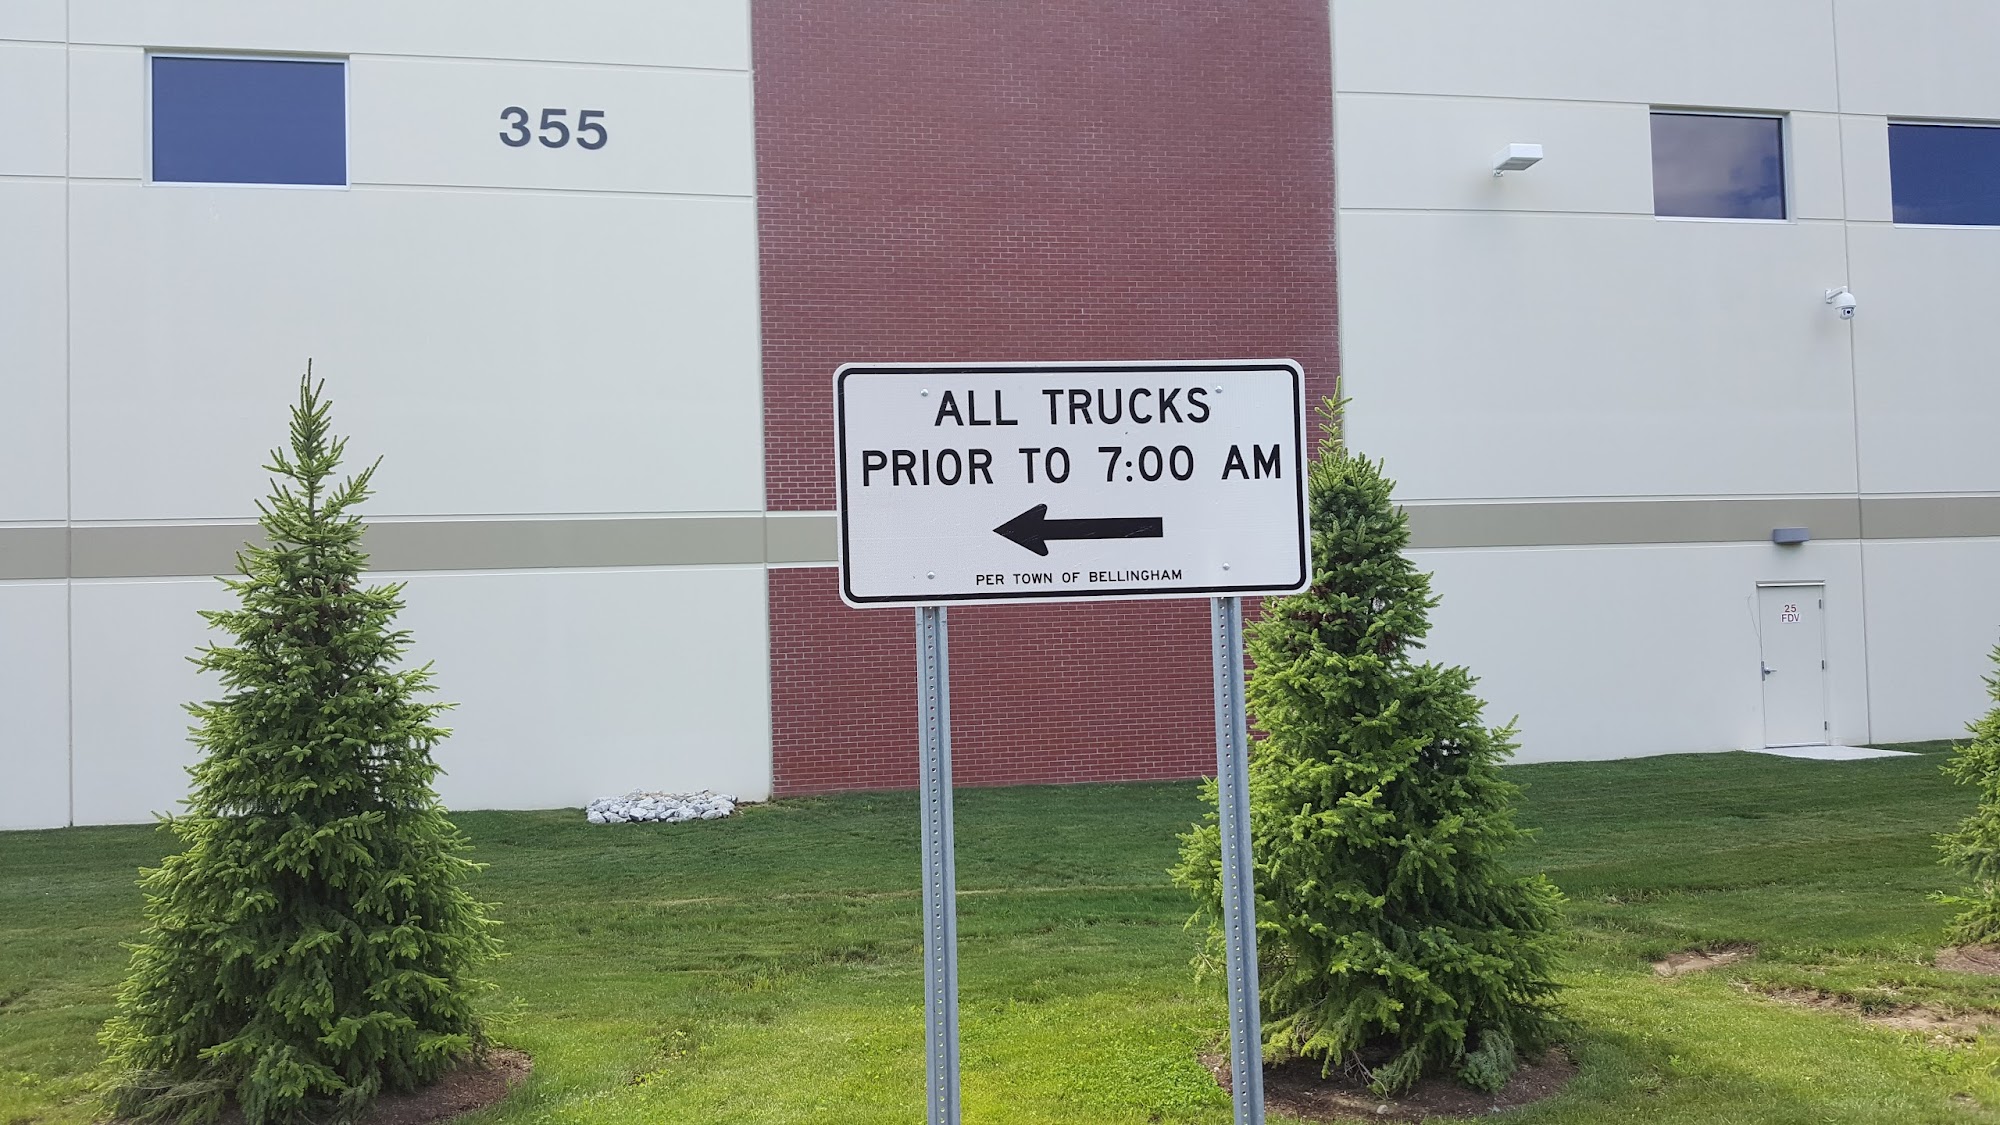 355
ALL TRUCKS
PRIOR TO 7:00 AM
PER TOWN OF BELLINGHAM
25
FDV